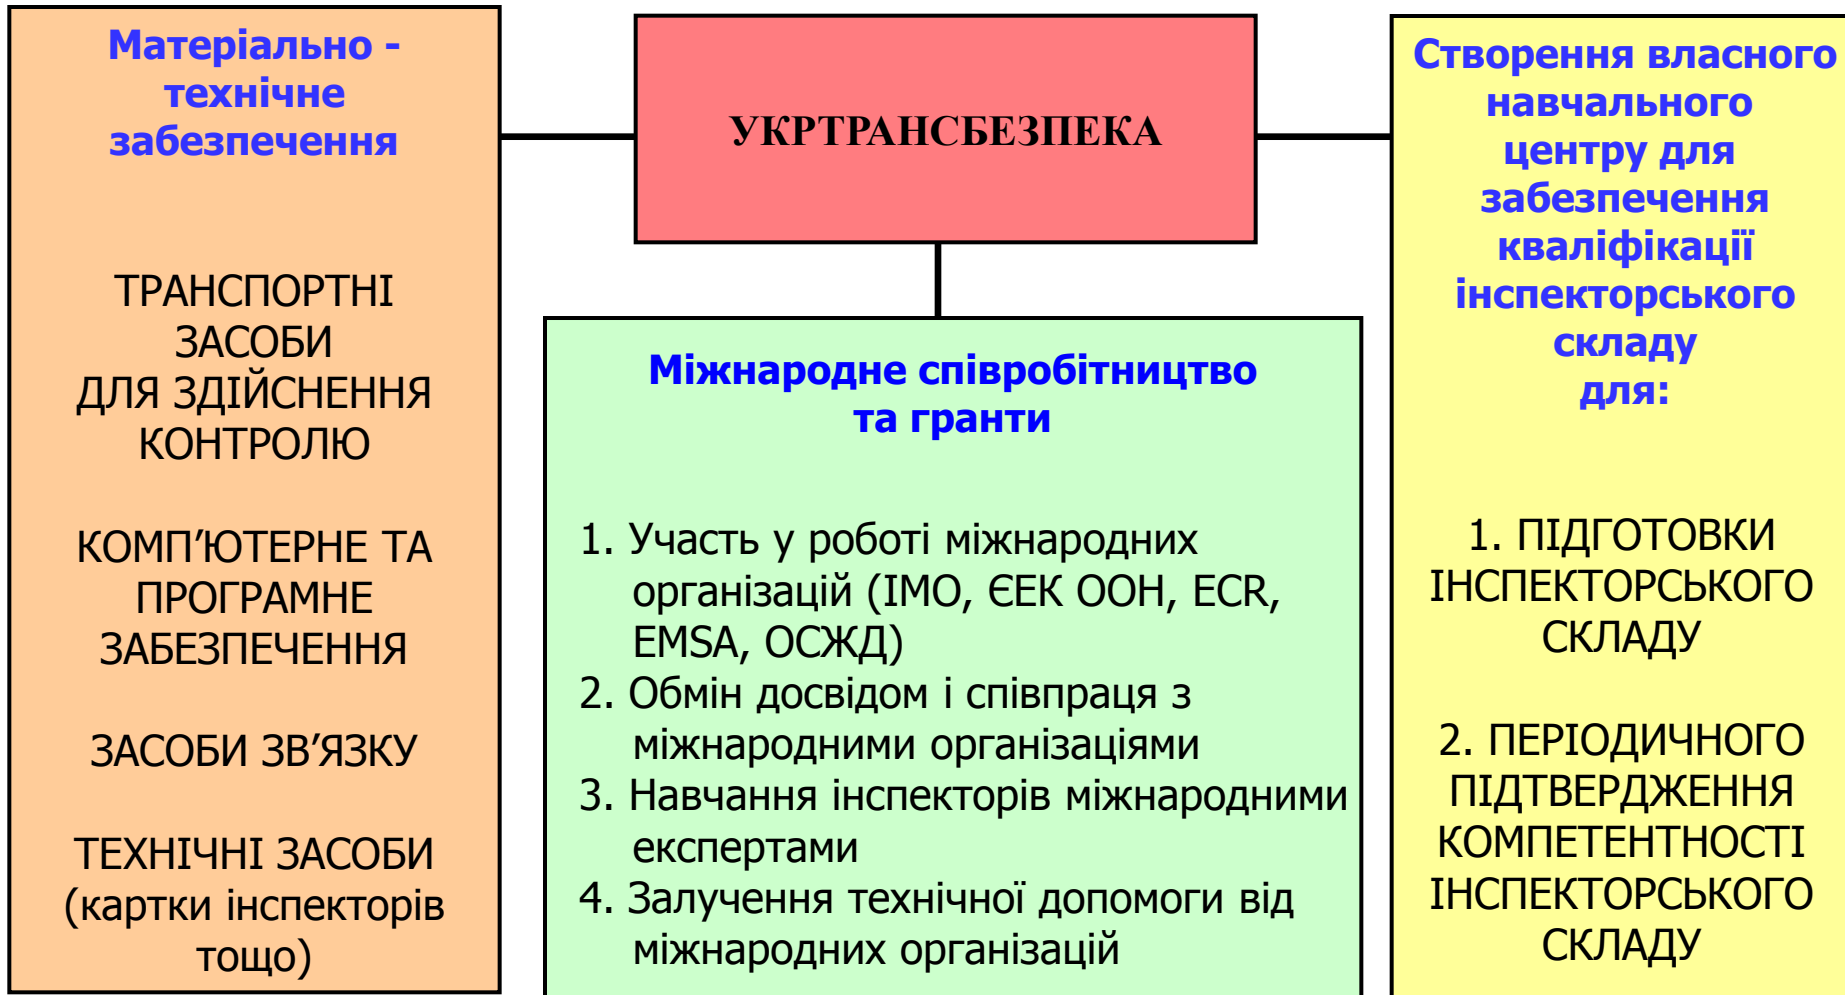 Матеріально -
технічне
забезпечення
ТРАНСПОРТНІ
ЗАСОБИ
ДЛЯ ЗДІЙСНЕННЯ
КОНТРОЛЮ
КОМП’ЮТЕРНЕ ТА
ПРОГРАМНЕ
ЗАБЕЗПЕЧЕННЯ
ЗАСОБИ ЗВ’ЯЗКУ
ТЕХНІЧНІ ЗАСОБИ
(картки інспекторів
тощо)
УКРТРАНСБЕЗПЕКА
Міжнародне співробітництво
та гранти
1. Участь у роботі міжнародних
організацій (ІМО, ЄЕК ООН, ECR,
EMSA, ОСЖД)
2. Обмін досвідом і співпраця з
міжнародними організаціями
3. Навчання інспекторів міжнародними
експертами
4. Залучення технічної допомоги від
міжнародних організацій
Створення власного
навчального
центру для
забезпечення
кваліфікації
інспекторського
складу
для:
1. ПІДГОТОВКИ
ІНСПЕКТОРСЬКОГО
СКЛАДУ
2. ПЕРІОДИЧНОГО
ПІДТВЕРДЖЕННЯ
КОМПЕТЕНТНОСТІ
ІНСПЕКТОРСЬКОГО
СКЛАДУ